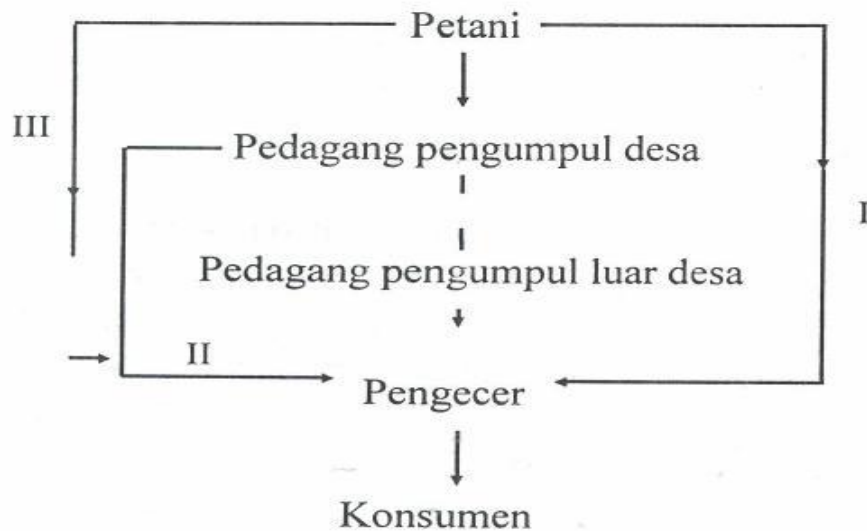 Petani
III
Pedagang pengumpul desa
I
Pedagang pengumpul luar desa
II
Pengecer
Konsumen